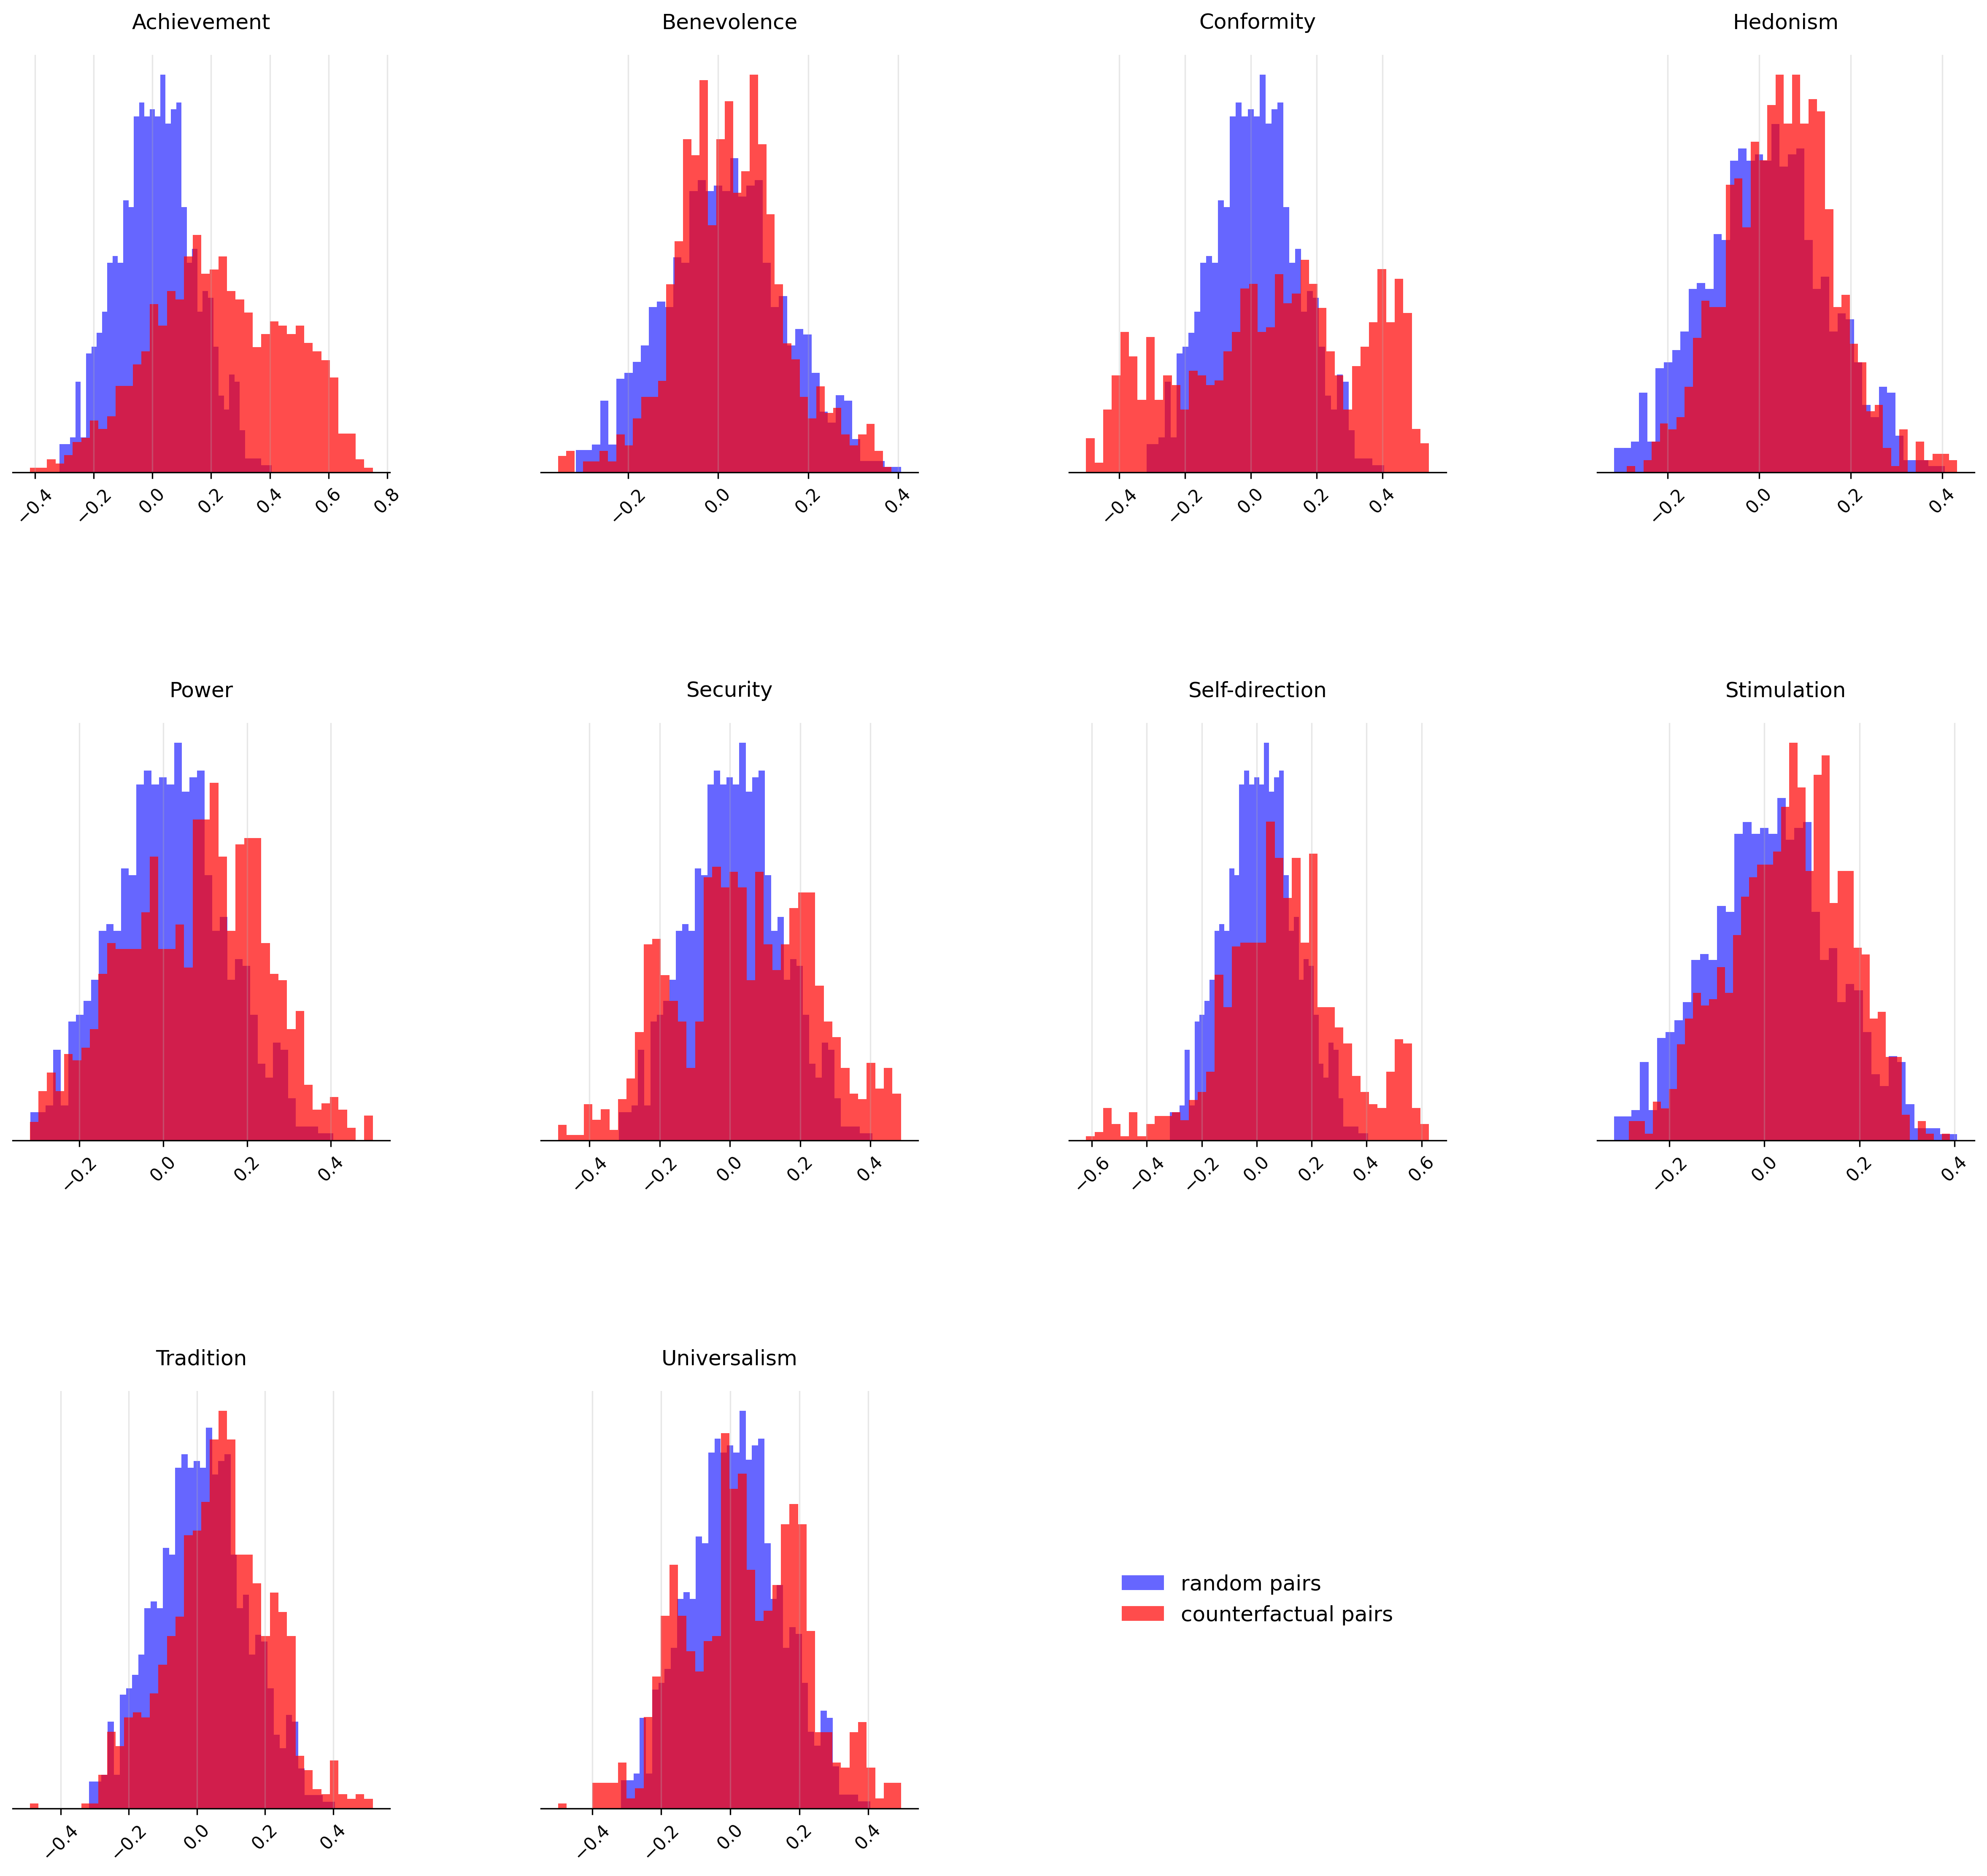 Achievement
Benevolence
Conformity
Hedonism
−0.4 −0.2 0.0 0.2 0.4 0.6 0.8
−0.2 0.0 0.2 0.4
−0.4 −0.2 0.0 0.2 0.4
−0.2 0.0 0.2 0.4
Power
Security
Self-direction
Stimulation
−0.2 0.0 0.2 0.4
−0.4 −0.2 0.0 0.2 0.4
−0.6 −0.4 −0.2 0.0 0.2 0.4 0.6
−0.2 0.0 0.2 0.4
Tradition
Universalism
random pairs
counterfactual pairs
−0.4 −0.2 0.0 0.2 0.4
−0.4 −0.2 0.0 0.2 0.4